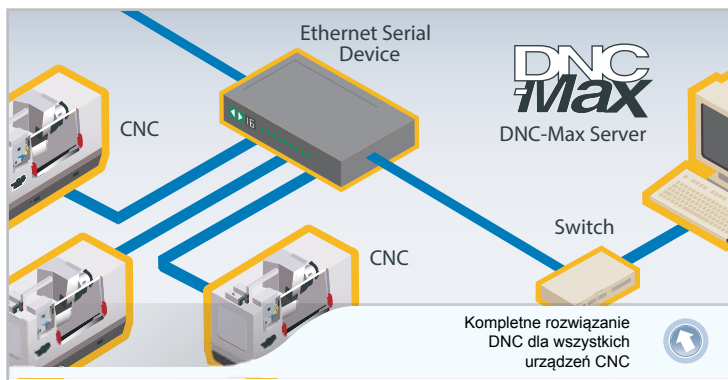 Ethernet Serial
Device
DNC
-Max
DNC-Max Server
CNC
16
Switch
CNC
Kompletne rozwiązanie
DNC dla wszystkich
urządzeń CNC